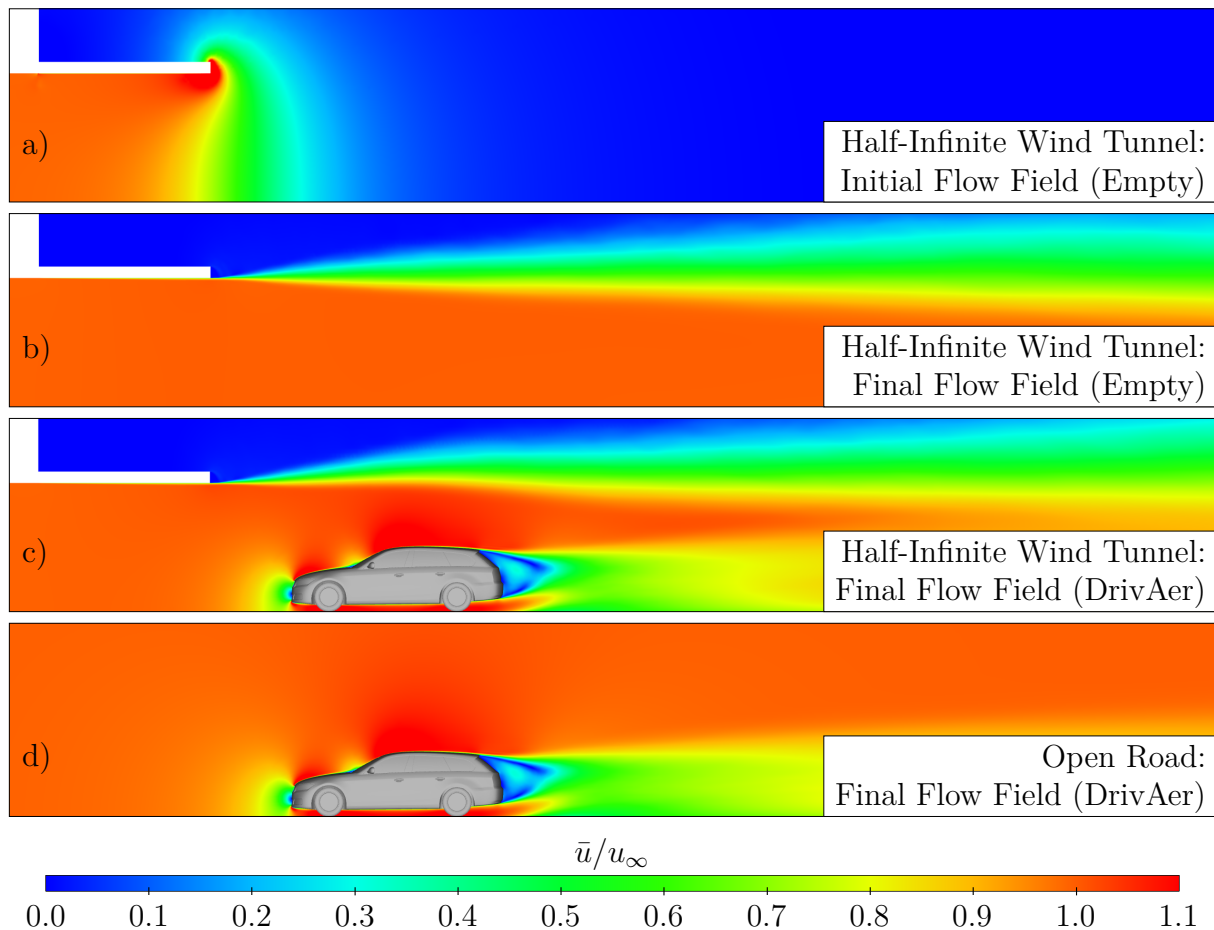 a)
Half-Infinite Wind Tunnel:
Initial Flow Field (Empty)
b)
Half-Infinite Wind Tunnel:
Final Flow Field (Empty)
c)
Half-Infinite Wind Tunnel:
Final Flow Field (DrivAer)
d)
Open Road:
Final Flow Field (DrivAer)
ū/u∞
0.0 0.1 0.2 0.3 0.4 0.5 0.6 0.7 0.8 0.9 1.0 1.1